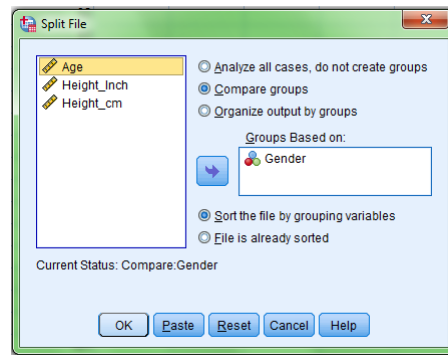 Split File
Age
Height_Inch
Height_cm
Analyze all cases, do not create groups
Compare groups
Organize output by groups
Groups Based on:
Gender
Sort the file by grouping variables
File is already sorted
Current Status: Compare:Gender
OK Paste Reset Cancel Help